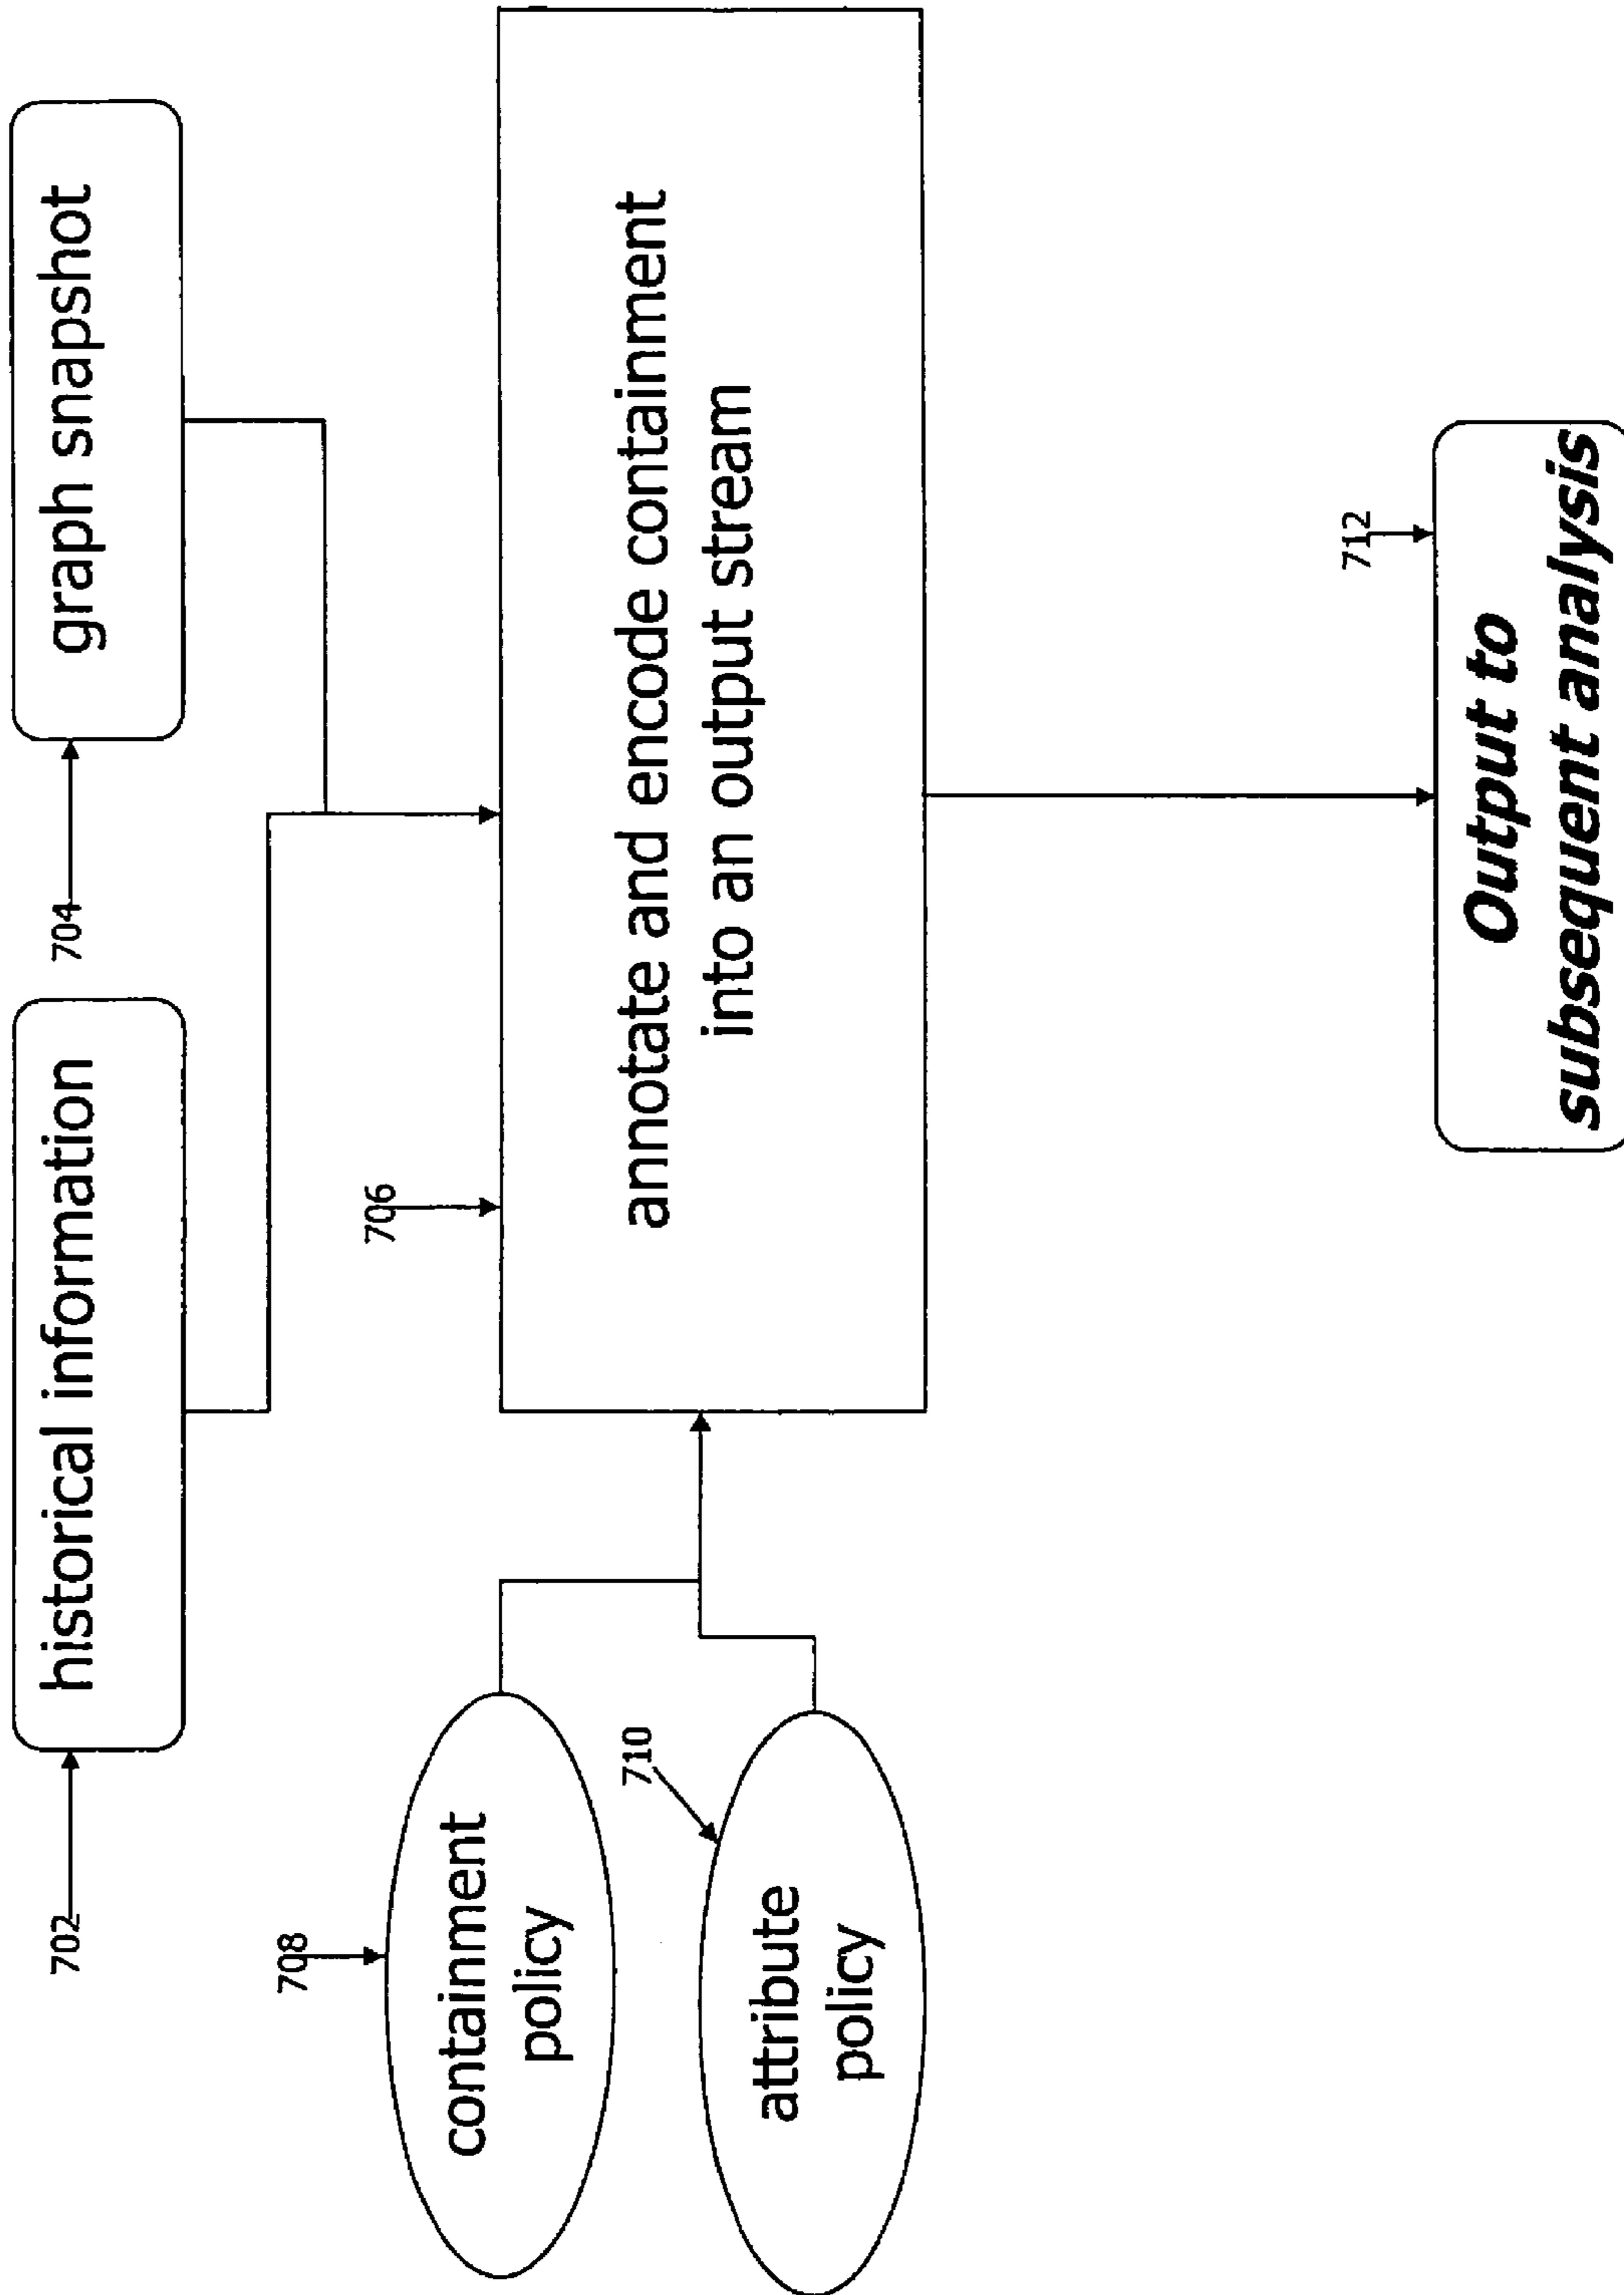 702
historical information
704
graph snapshot
706
annotate and encode containment
into an output stream
708
containment
policy
710
attribute
policy
712
Output to
subsequent analysis